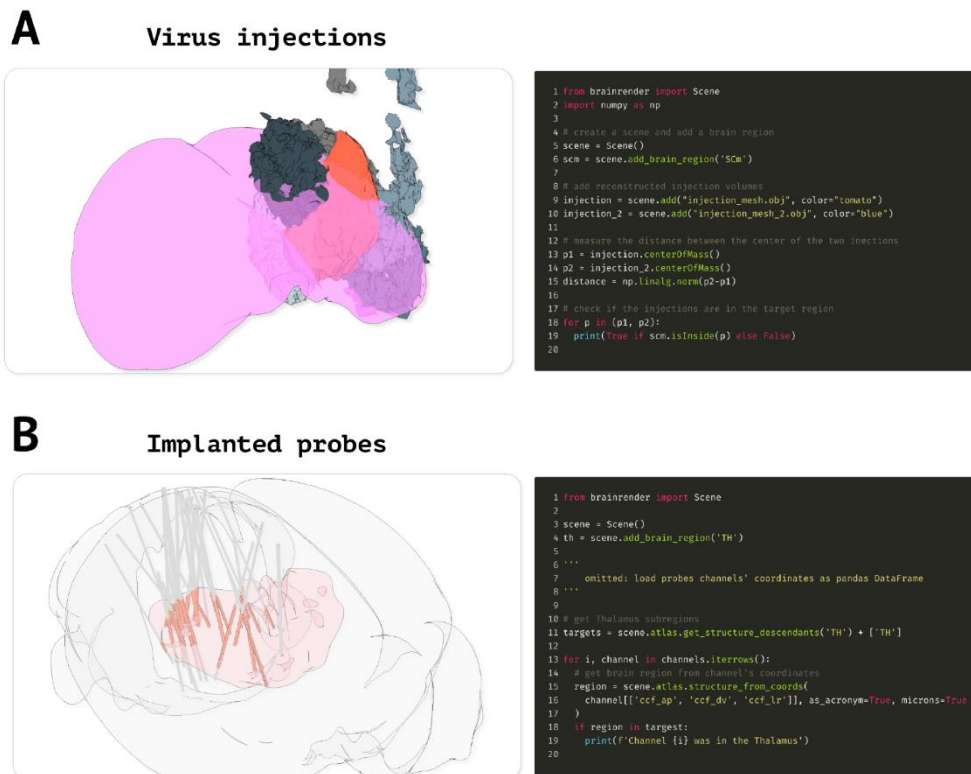 A
Virus injections
1 from brainrender import Scene
2 import numpy as np
3
4 # create a scene and add a brain region
5 scene = Scene()
6 scm = scene.add_brain_region('SCm')
7
8 # add reconstructed injection volumes
9 injection = scene.add("injection_mesh.obj", color="tomato")
10 injection_2 = scene.add("injection_mesh_2.obj", color="blue")
11
12 # measure the distance between the center of the two inections
13 p1 = injection.centerOfMass()
14 p2 = injection_2.centerOfMass()
15 distance = np.linalg.norm(p2-p1)
16
17 # check if the injections are in the target region
18 for p in (p1, p2):
19 print(True if scm.isInside(p) else False)
20
B
Implanted probes
1 from brainrender import Scene
2
3 scene = Scene()
4 th = scene.add_brain_region('TH')
5
6 '''
7 omitted: load probes channels' coordinates as pandas DataFrame
8 '''
9
10 # get Thalamus subregions
11 targets = scene.atlas.get_structure_descendants('TH') + ['TH']
12
13 for i, channel in channels.iterrows():
14 # get brain region from channel's coordinates
15 region = scene.atlas.structure_from_coords(
16 channel[['ccf_ap', 'ccf_dv', 'ccf_lr']], as_acronym=True, microns=True
17 )
18 if region in targest:
19 print(f'Channel {i} was in the Thalamus')
20